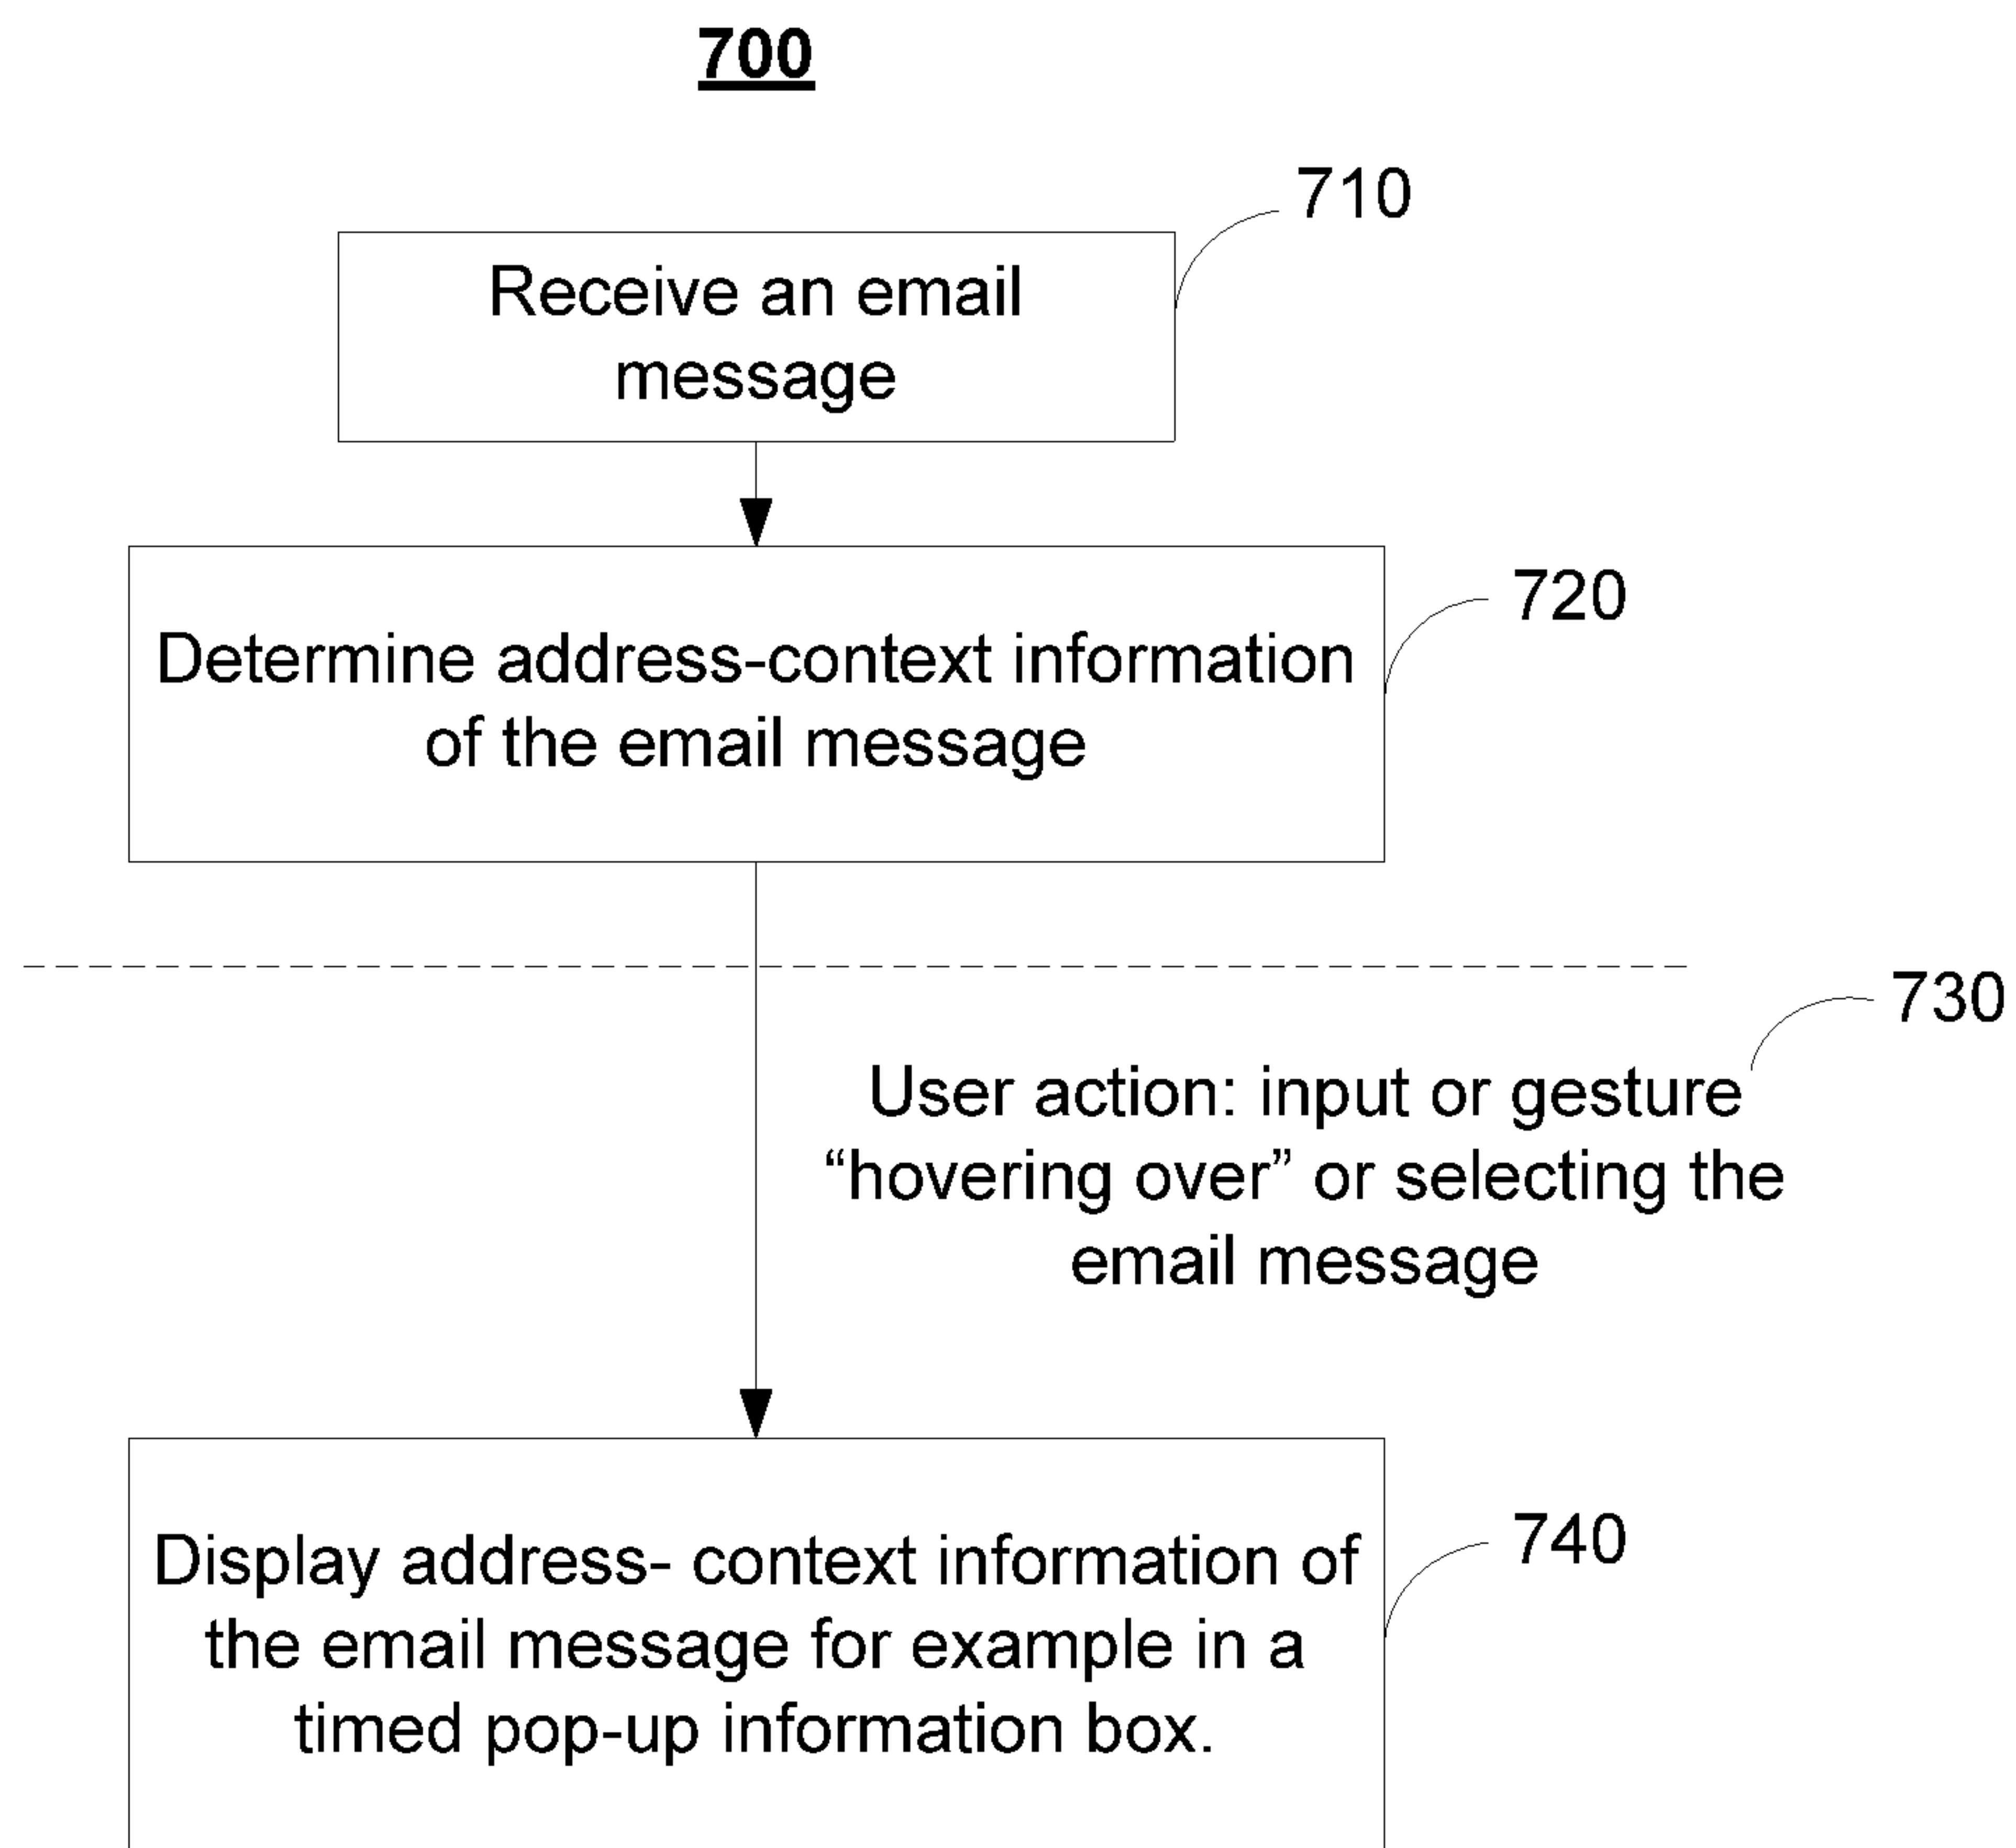 700
710
Receive an email
message
720
Determine address-context information
of the email message
730
User action: input or gesture
“hovering over” or selecting the
email message
740
Display address- context information of
the email message for example in a
timed pop-up information box.